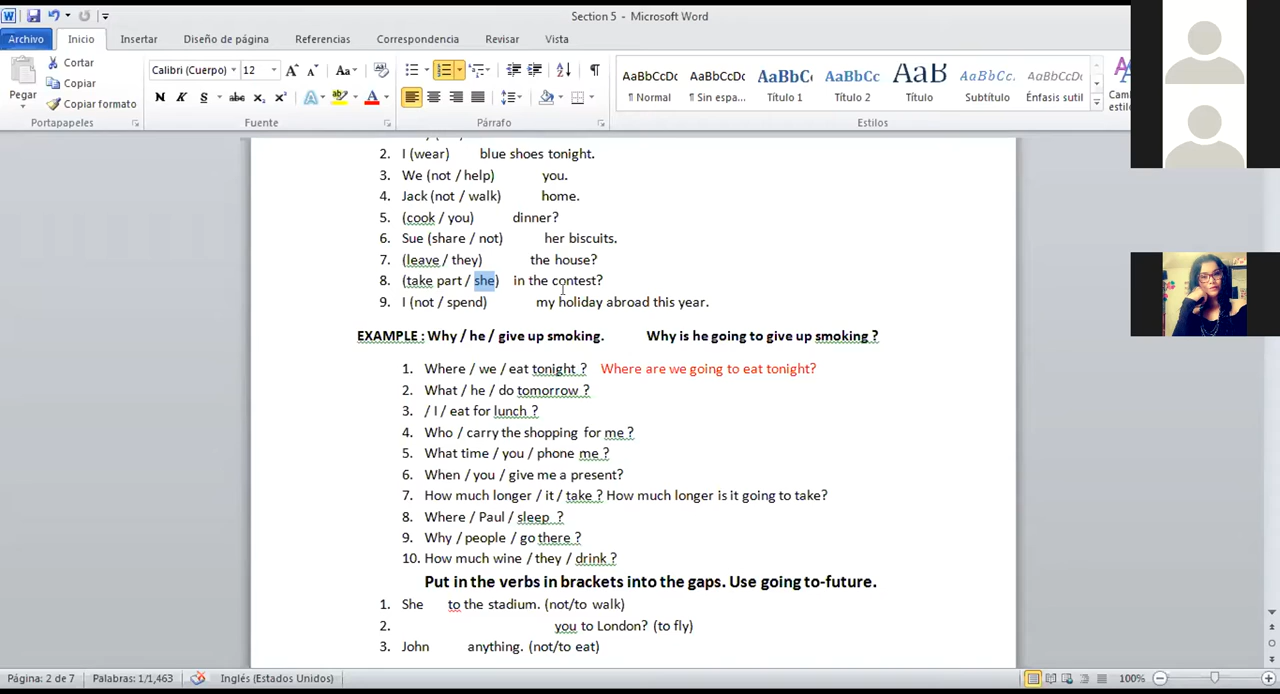 Section 5 - Microsoft Word
Archivo Inicio Insertar Diseño de página Referencias Correspondencia Revisar Vista
Pegar
Cortar
Copiar
Copiar formato
Portapapeles
Calibri (Cuerpo) 12
N K S abc x₂ x²
Fuente
Párrafo
AaBbCcDc AaBbCcDc AaBbCc AaBbCc AaB AaBbCc. AaBbCcDc
¶ Normal ¶ Sin espa... Título 1 Título 2 Título Subtítulo Énfasis sutil
Estilos
2. I (wear) blue shoes tonight.
3. We (not / help) you.
4. Jack (not / walk) home.
5. (cook / you) dinner?
6. Sue (share / not) her biscuits.
7. (leave / they) the house?
8. (take part / she) in the contest?
9. I (not / spend) my holiday abroad this year.
EXAMPLE : Why / he / give up smoking. Why is he going to give up smoking ?
1. Where / we / eat tonight ? Where are we going to eat tonight?
2. What / he / do tomorrow ?
3. / I / eat for lunch ?
4. Who / carry the shopping for me ?
5. What time / you / phone me ?
6. When / you / give me a present?
7. How much longer / it / take ? How much longer is it going to take?
8. Where / Paul / sleep ?
9. Why / people / go there ?
10. How much wine / they / drink ?
Put in the verbs in brackets into the gaps. Use going to-future.
1. She to the stadium. (not/to walk)
2. you to London? (to fly)
3. John anything. (not/to eat)
Página: 2 de 7 Palabras: 1/1,463 Inglés (Estados Unidos) 100%